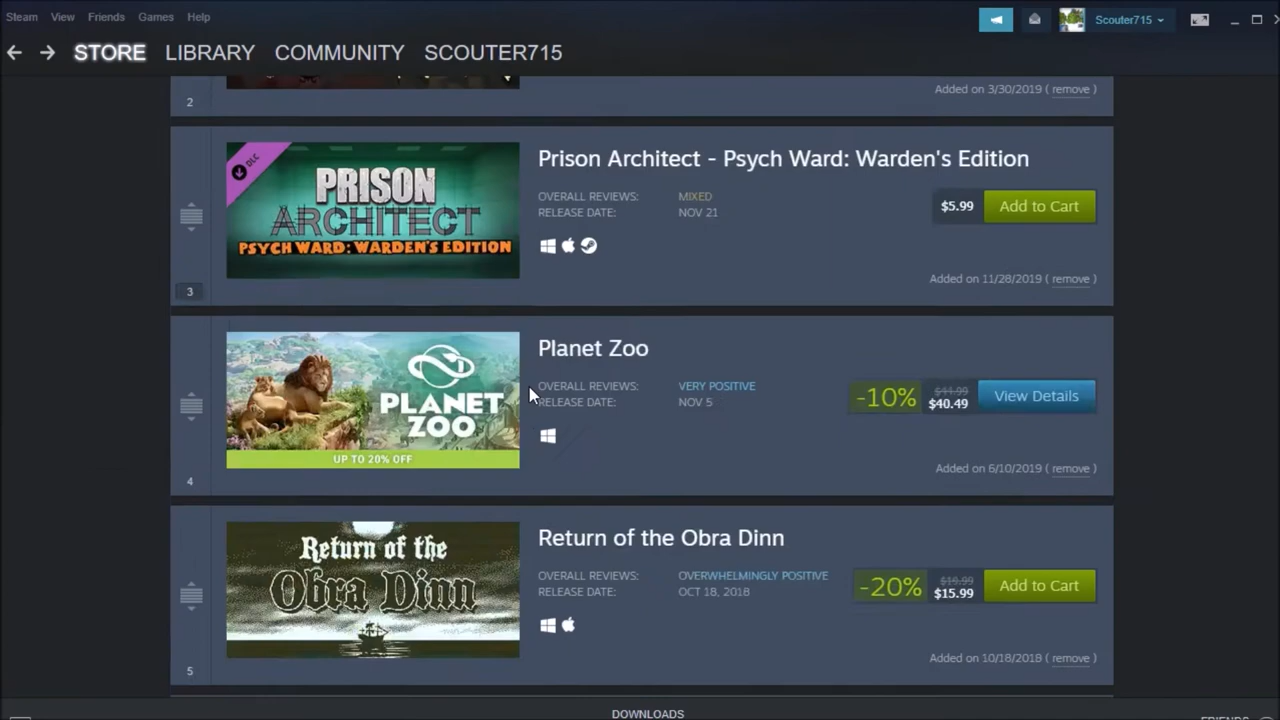 Steam View Friends Games Help
Scouter715
STORE LIBRARY COMMUNITY SCOUTER715
2
Added on 3/30/2019 ( remove )
DLC
PRISON
ARCHITECT
PSYCH WARD: WARDEN'S EDITION
Prison Architect - Psych Ward: Warden's Edition
OVERALL REVIEWS: MIXED
RELEASE DATE: NOV 21
$5.99 Add to Cart
3
Added on 11/28/2019 ( remove )
PLANET
ZOO
UP TO 20% OFF
Planet Zoo
OVERALL REVIEWS: VERY POSITIVE
RELEASE DATE: NOV 5
-10% $44.99 $40.49 View Details
4
Added on 6/10/2019 ( remove )
Return of the
Obra Dinn
Return of the Obra Dinn
OVERALL REVIEWS: OVERWHELMINGLY POSITIVE
RELEASE DATE: OCT 18, 2018
-20% $19.99 $15.99 Add to Cart
5
Added on 10/18/2018 ( remove )
DOWNLOADS
FRIENDS